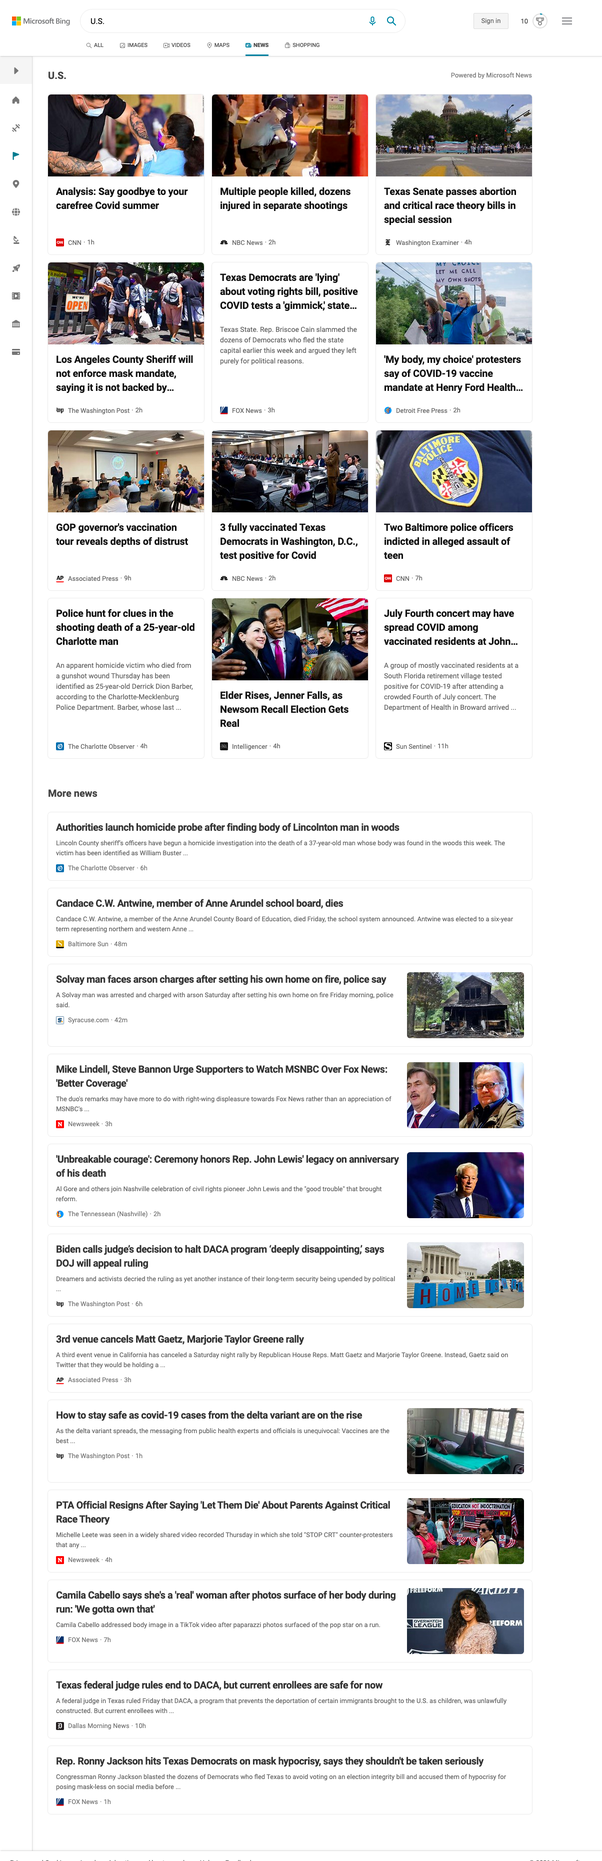 Microsoft Bing
U.S.
Sign in
10
ALL
IMAGES
VIDEOS
MAPS
NEWS
SHOPPING
U.S.
Powered by Microsoft News
Analysis: Say goodbye to your
carefree Covid summer
CNN · 1h
Multiple people killed, dozens
injured in separate shootings
NBC News · 2h
Texas Senate passes abortion
and critical race theory bills in
special session
Washington Examiner · 4h
OPEN
Los Angeles County Sheriff will
not enforce mask mandate,
saying it is not backed by...
The Washington Post · 2h
Texas Democrats are 'lying'
about voting rights bill, positive
COVID tests a 'gimmick,' state...
Texas State. Rep. Briscoe Cain slammed the
dozens of Democrats who fled the state
capital earlier this week and argued they left
purely for political reasons.
FOX News · 3h
MY CHOICE
LET ME CALL
MY OWN SHOTS
'My body, my choice' protesters
say of COVID-19 vaccine
mandate at Henry Ford Health...
Detroit Free Press · 2h
GOP governor's vaccination
tour reveals depths of distrust
AP Associated Press · 9h
3 fully vaccinated Texas
Democrats in Washington, D.C.,
test positive for Covid
NBC News · 2h
BALTIMORE
POLICE
Two Baltimore police officers
indicted in alleged assault of
teen
CNN · 7h
Police hunt for clues in the
shooting death of a 25-year-old
Charlotte man
An apparent homicide victim who died from
a gunshot wound Thursday has been
identified as 25-year-old Derrick Dion Barber,
according to the Charlotte-Mecklenburg
Police Department. Barber, whose last ...
The Charlotte Observer · 4h
Elder Rises, Jenner Falls, as
Newsom Recall Election Gets
Real
Intelligencer · 4h
July Fourth concert may have
spread COVID among
vaccinated residents at John...
A group of mostly vaccinated residents at a
South Florida retirement village tested
positive for COVID-19 after attending a
crowded Fourth of July concert. The
Department of Health in Broward arrived ...
Sun Sentinel · 11h
More news
Authorities launch homicide probe after finding body of Lincolnton man in woods
Lincoln County sheriff's officers have begun a homicide investigation into the death of a 37-year-old man whose body was found in the woods this week. The
victim has been identified as William Buster ...
The Charlotte Observer · 6h
Candace C.W. Antwine, member of Anne Arundel school board, dies
Candace C.W. Antwine, a member of the Anne Arundel County Board of Education, died Friday, the school system announced. Antwine was elected to a six-year
term representing northern and western Anne ...
Baltimore Sun · 48m
Solvay man faces arson charges after setting his own home on fire, police say
A Solvay man was arrested and charged with arson Saturday after setting his own home on fire Friday morning, police
said.
Syracuse.com · 42m
Mike Lindell, Steve Bannon Urge Supporters to Watch MSNBC Over Fox News:
'Better Coverage'
The duo's remarks may have more to do with right-wing displeasure towards Fox News rather than an appreciation of
MSNBC's ...
Newsweek · 3h
'Unbreakable courage': Ceremony honors Rep. John Lewis' legacy on anniversary
of his death
Al Gore and others join Nashville celebration of civil rights pioneer John Lewis and the "good trouble" that brought
reform.
The Tennessean (Nashville) · 2h
Biden calls judge's decision to halt DACA program 'deeply disappointing,' says
DOJ will appeal ruling
Dreamers and activists decried the ruling as yet another instance of their long-term security being upended by political
...
The Washington Post · 6h
HOME
3rd venue cancels Matt Gaetz, Marjorie Taylor Greene rally
A third event venue in California has canceled a Saturday night rally by Republican House Reps. Matt Gaetz and Marjorie Taylor Greene. Instead, Gaetz said on
Twitter that they would be holding a ...
AP Associated Press · 3h
How to stay safe as covid-19 cases from the delta variant are on the rise
As the delta variant spreads, the messaging from public health experts and officials is unequivocal: Vaccines are the
best ...
The Washington Post · 1h
PTA Official Resigns After Saying 'Let Them Die' About Parents Against Critical
Race Theory
Michelle Leete was seen in a widely shared video recorded Thursday in which she told "STOP CRT" counter-protesters
that any ...
Newsweek · 4h
EDUCATION NOT INDOCTRINATION
Camila Cabello says she's a 'real' woman after photos surface of her body during
run: 'We gotta own that'
Camila Cabello addressed body image in a TikTok video after paparazzi photos surfaced of the pop star on a run.
FOX News · 7h
FREEFORM
VARIETY
OVERWATCH
LEAGUE
REEFORM
Texas federal judge rules end to DACA, but current enrollees are safe for now
A federal judge in Texas ruled Friday that DACA, a program that prevents the deportation of certain immigrants brought to the U.S. as children, was unlawfully
constructed. But current enrollees with ...
Dallas Morning News · 10h
Rep. Ronny Jackson hits Texas Democrats on mask hypocrisy, says they shouldn't be taken seriously
Congressman Ronny Jackson blasted the dozens of Democrats who fled Texas to avoid voting on an election integrity bill and accused them of hypocrisy for
posing mask-less on social media before ...
FOX News · 1h